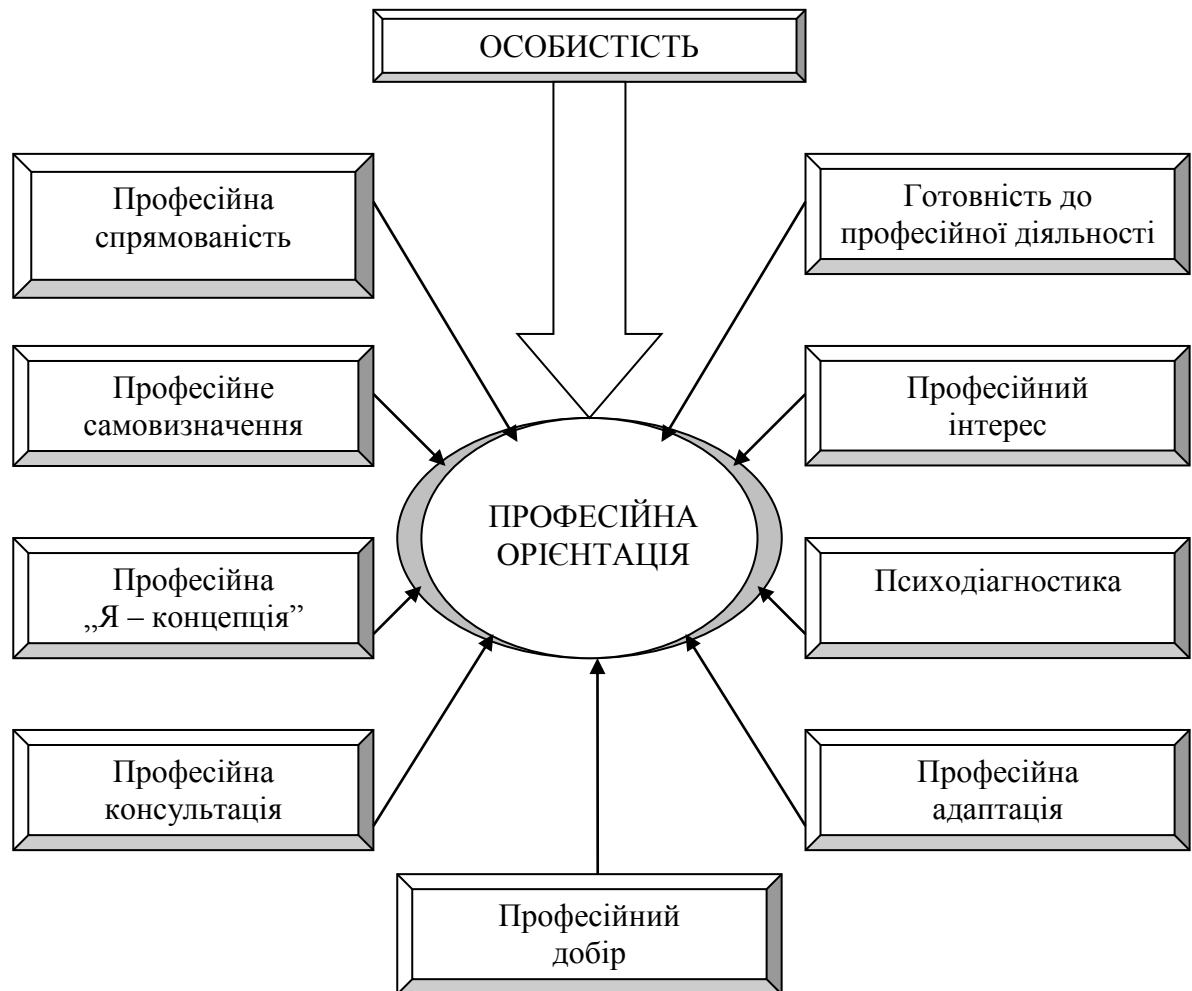 ОСОБИСТІСТЬ
Професійна
спрямованість
Готовність до
професійної діяльності
Професійне
самовизначення
Професійний
інтерес
ПРОФЕСІЙНА
ОРІЄНТАЦІЯ
Професійна
„Я – концепція”
Психодіагностика
Професійна
консультація
Професійна
адаптація
Професійний
добір